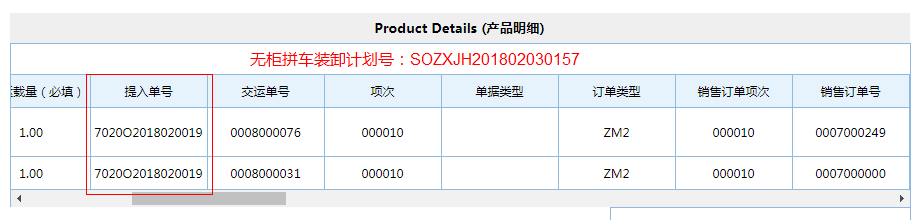 Product Details (产品明细)
无柜拼车装卸计划号：SOZXJH201802030157
载量（必填） 提入单号 交运单号 项次 单据类型 订单类型 销售订单项次 销售订单号
1.00 7020O2018020019 0008000076 000010 ZM2 000010 0007000249
1.00 7020O2018020019 0008000031 000010 ZM2 000010 0007000000